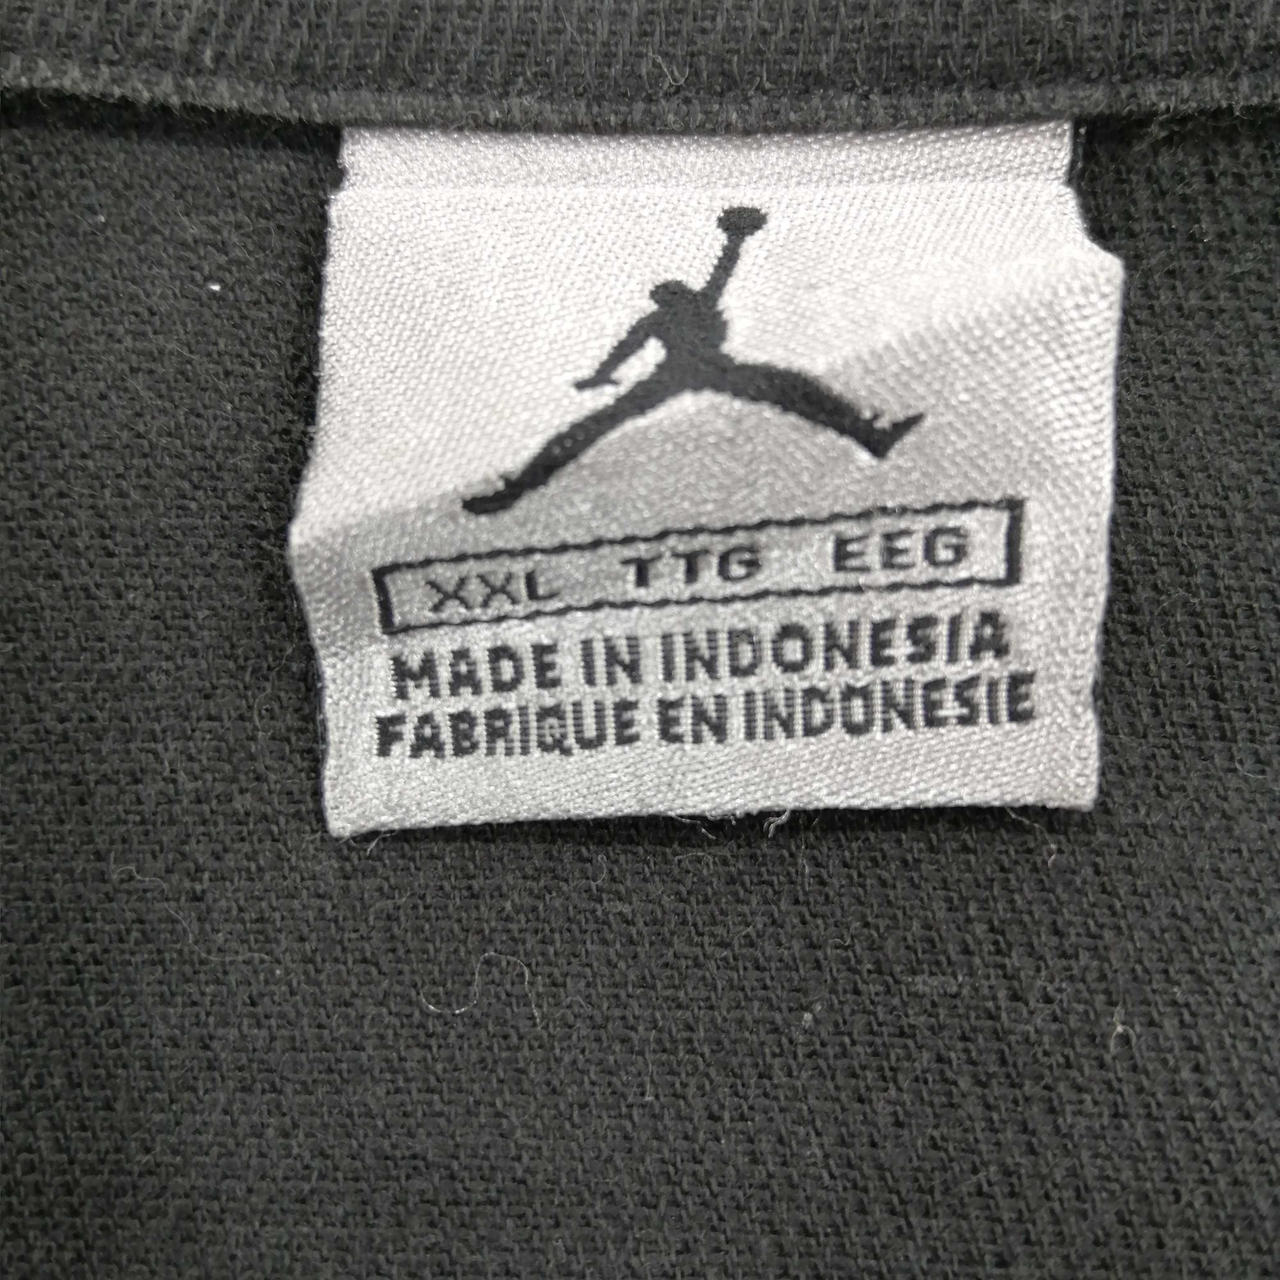 XXL TTG EEG
MADE IN INDONESIA
FABRIQUE EN INDONESIE